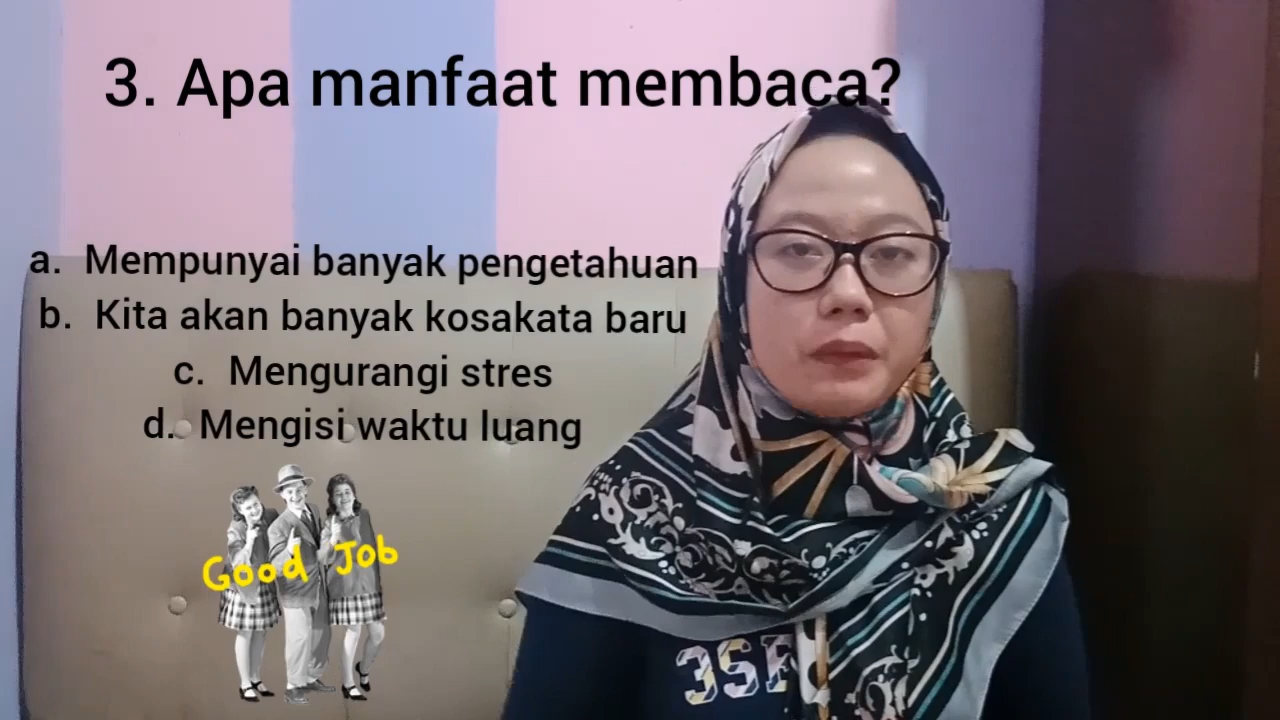 3. Apa manfaat membaca?
a. Mempunyai banyak pengetahuan
b. Kita akan banyak kosakata baru
c. Mengurangi stres
d. Mengisi waktu luang
Good Job